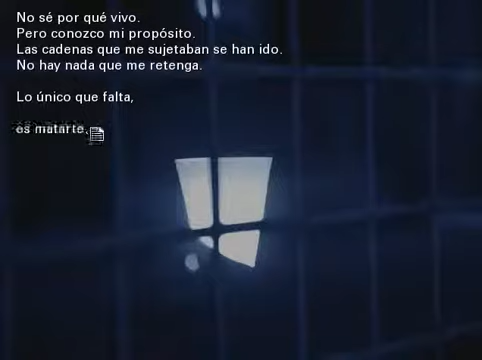 No sé por qué vivo.
Pero conozco mi propósito.
Las cadenas que me sujetaban se han ido.
No hay nada que me retenga.
Lo único que falta,
es matarte.